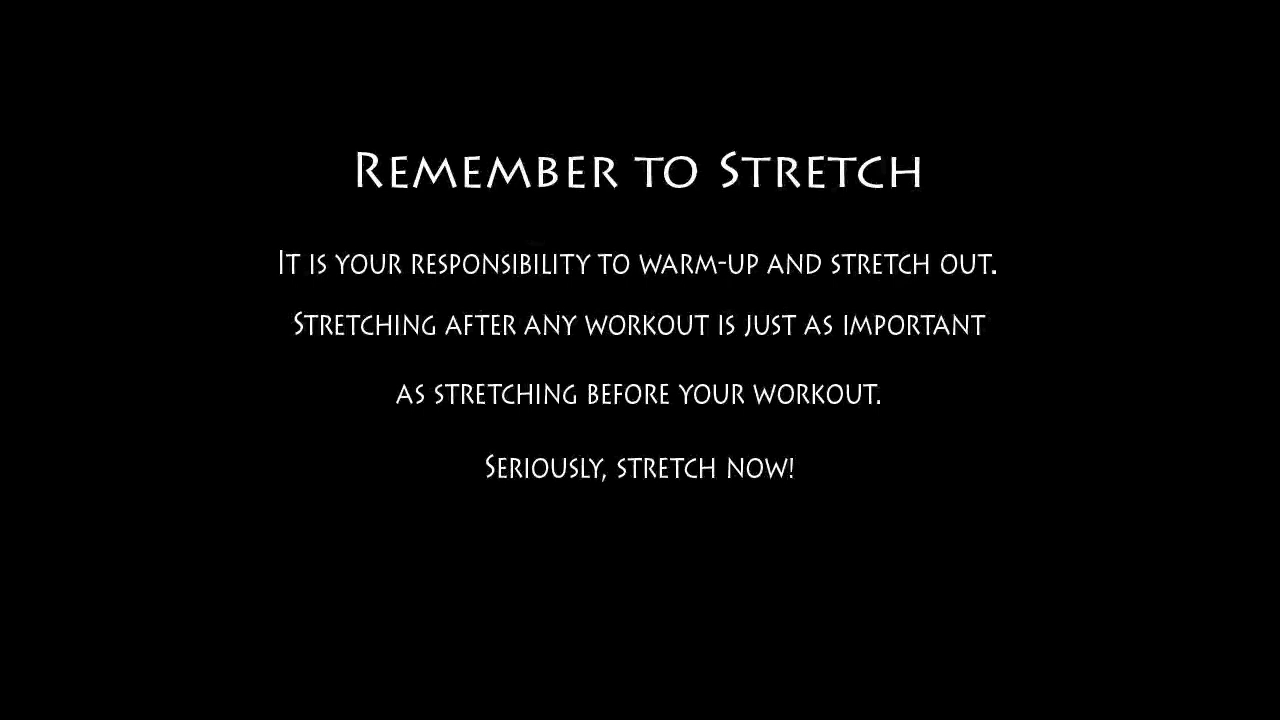 Remember to Stretch
It is your responsibility to warm-up and stretch out.
Stretching after any workout is just as important
as stretching before your workout.
Seriously, stretch now!